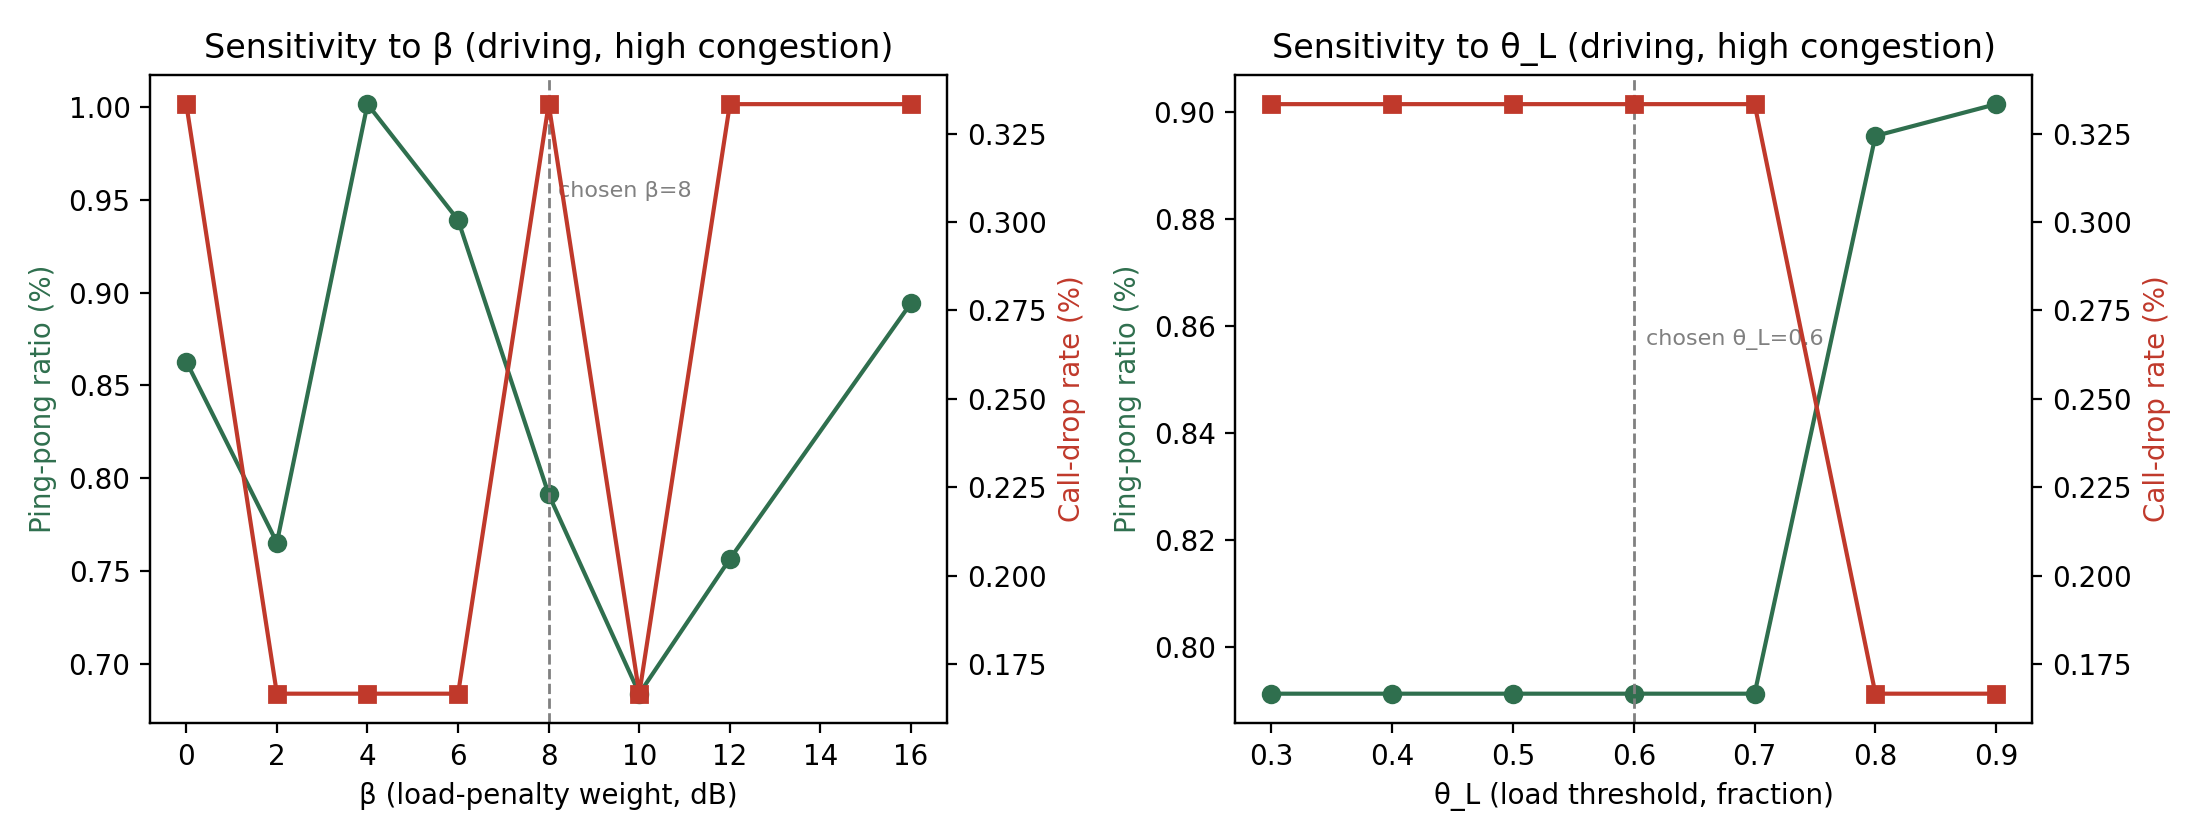 Sensitivity to β (driving, high congestion)
1.00
0.95
0.90
0.85
0.80
0.75
0.70
Ping-pong ratio (%)
0.325
0.300
0.275
0.250
0.225
0.200
0.175
Call-drop rate (%)
chosen β=8
0 2 4 6 8 10 12 14 16
β (load-penalty weight, dB)
Sensitivity to θ_L (driving, high congestion)
0.90
0.88
0.86
0.84
0.82
0.80
Ping-pong ratio (%)
0.325
0.300
0.275
0.250
0.225
0.200
0.175
Call-drop rate (%)
chosen θ_L=0.6
0.3 0.4 0.5 0.6 0.7 0.8 0.9
θ_L (load threshold, fraction)